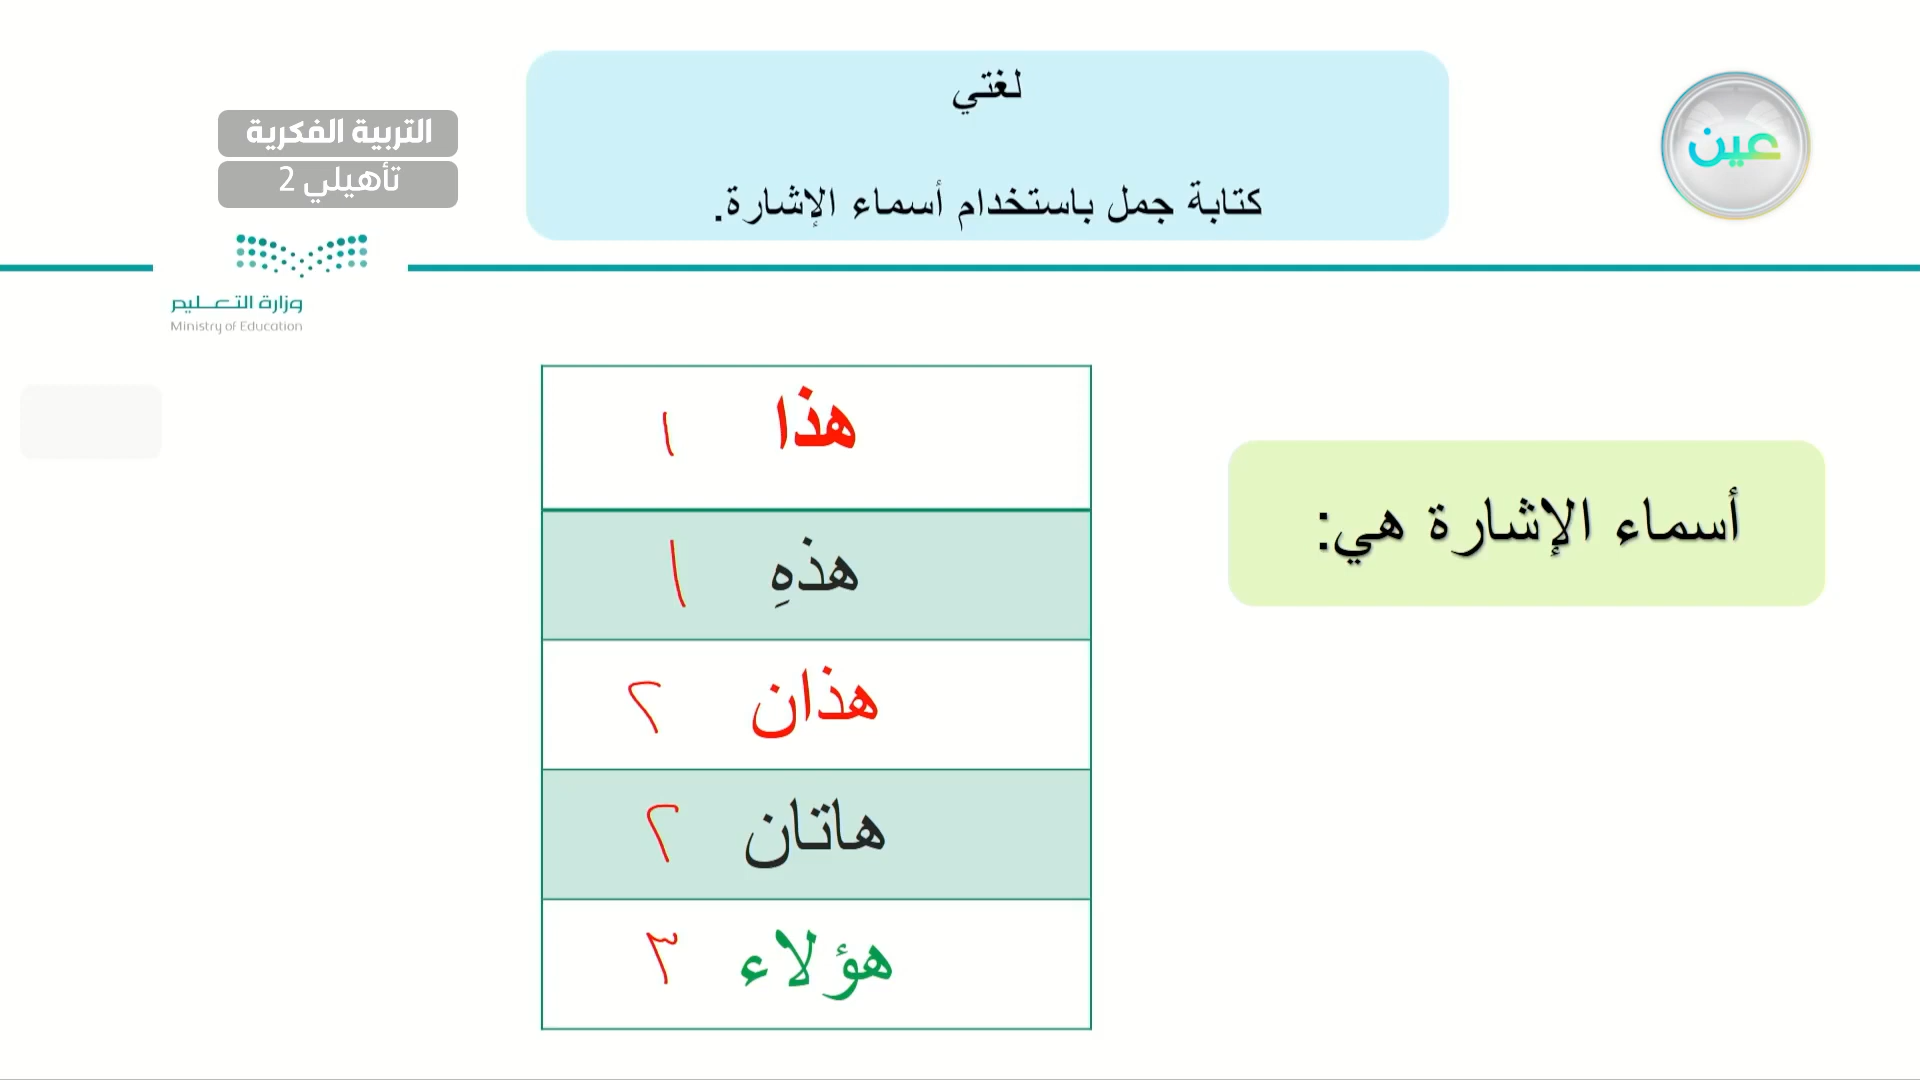 لغتي
كتابة جمل باستخدام أسماء الإشارة.
عين
التربية الفكرية
تأهيلي 2
وزارة التعليم
Ministry of Education
أسماء الإشارة هي:
هذا ١
هذهِ ١
هذان ٢
هاتان ٢
هؤلاء ٣